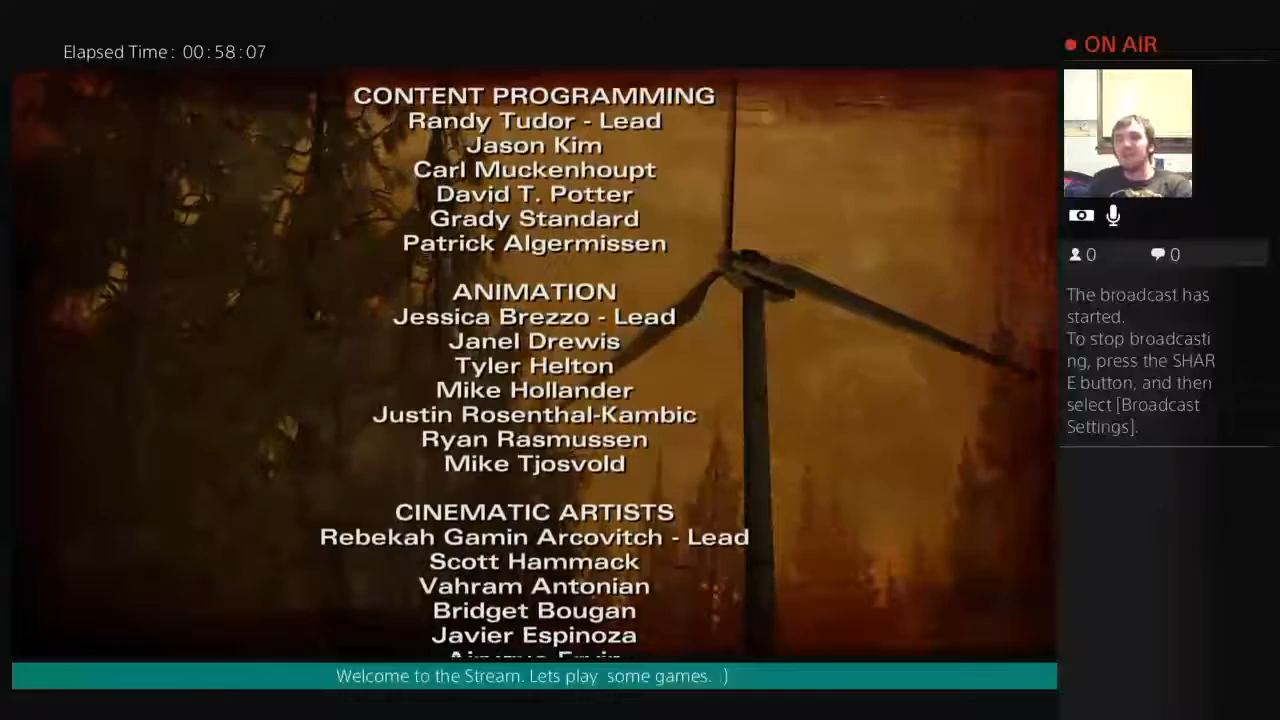 Elapsed Time: 00:58:07
ON AIR
CONTENT PROGRAMMING
Randy Tudor - Lead
Jason Kim
Carl Muckenhoupt
David T. Potter
Grady Standard
Patrick Algermissen
ANIMATION
Jessica Brezzo - Lead
Janel Drewis
Tyler Helton
Mike Hollander
Justin Rosenthal-Kambic
Ryan Rasmussen
Mike Tjosvold
CINEMATIC ARTISTS
Rebekah Gamin Arcovitch - Lead
Scott Hammack
Vahram Antonian
Bridget Bougan
Javier Espinoza
0 0
The broadcast has
started.
To stop broadcasti
ng, press the SHAR
E button, and then
select [Broadcast
Settings].
Welcome to the Stream. Lets play some games. :)